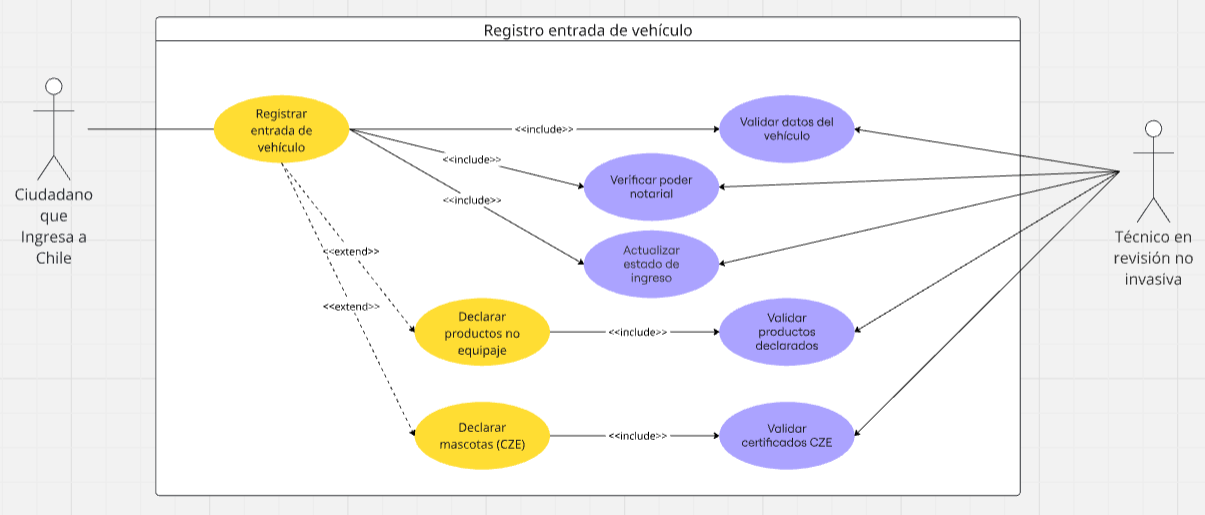 Registro entrada de vehículo
Registrar
entrada de
vehículo
<<include>>
Validar datos del
vehículo
<<include>>
Verificar poder
notarial
<<include>>
Actualizar
estado de
ingreso
Ciudadano
que
Ingresa a
Chile
Técnico en
revisión no
invasiva
<<extend>>
<<extend>>
Declarar
productos no
equipaje
<<include>>
Validar
productos
declarados
Declarar
mascotas (CZE)
<<include>>
Validar
certificados CZE